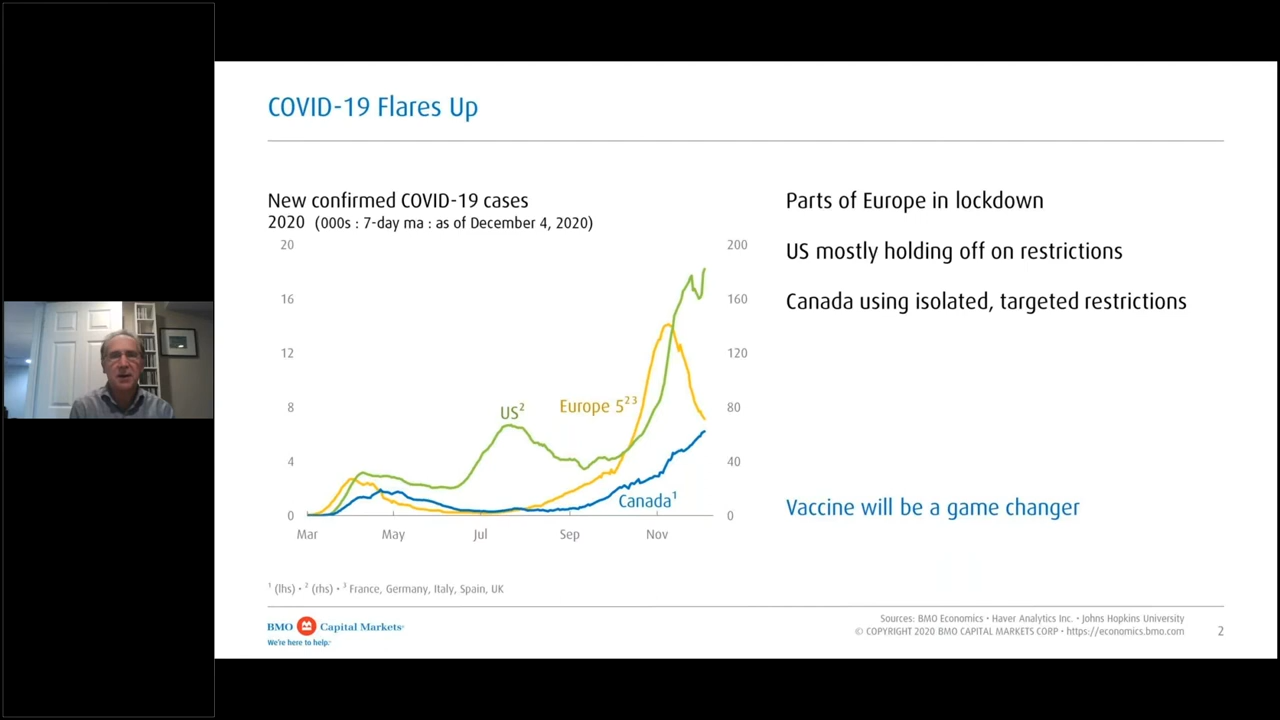 COVID-19 Flares Up
New confirmed COVID-19 cases
2020 (000s : 7-day ma : as of December 4, 2020)
20
16
12
8
4
0
200
160
120
80
40
0
US²
Europe 5²³
Canada¹
Mar May Jul Sep Nov
Parts of Europe in lockdown
US mostly holding off on restrictions
Canada using isolated, targeted restrictions
Vaccine will be a game changer
¹ (lhs) • ² (rhs) • ³ France, Germany, Italy, Spain, UK
BMO Capital Markets
We're here to help.
Sources: BMO Economics • Haver Analytics Inc. • Johns Hopkins University
© COPYRIGHT 2020 BMO CAPITAL MARKETS CORP • https://economics.bmo.com
2